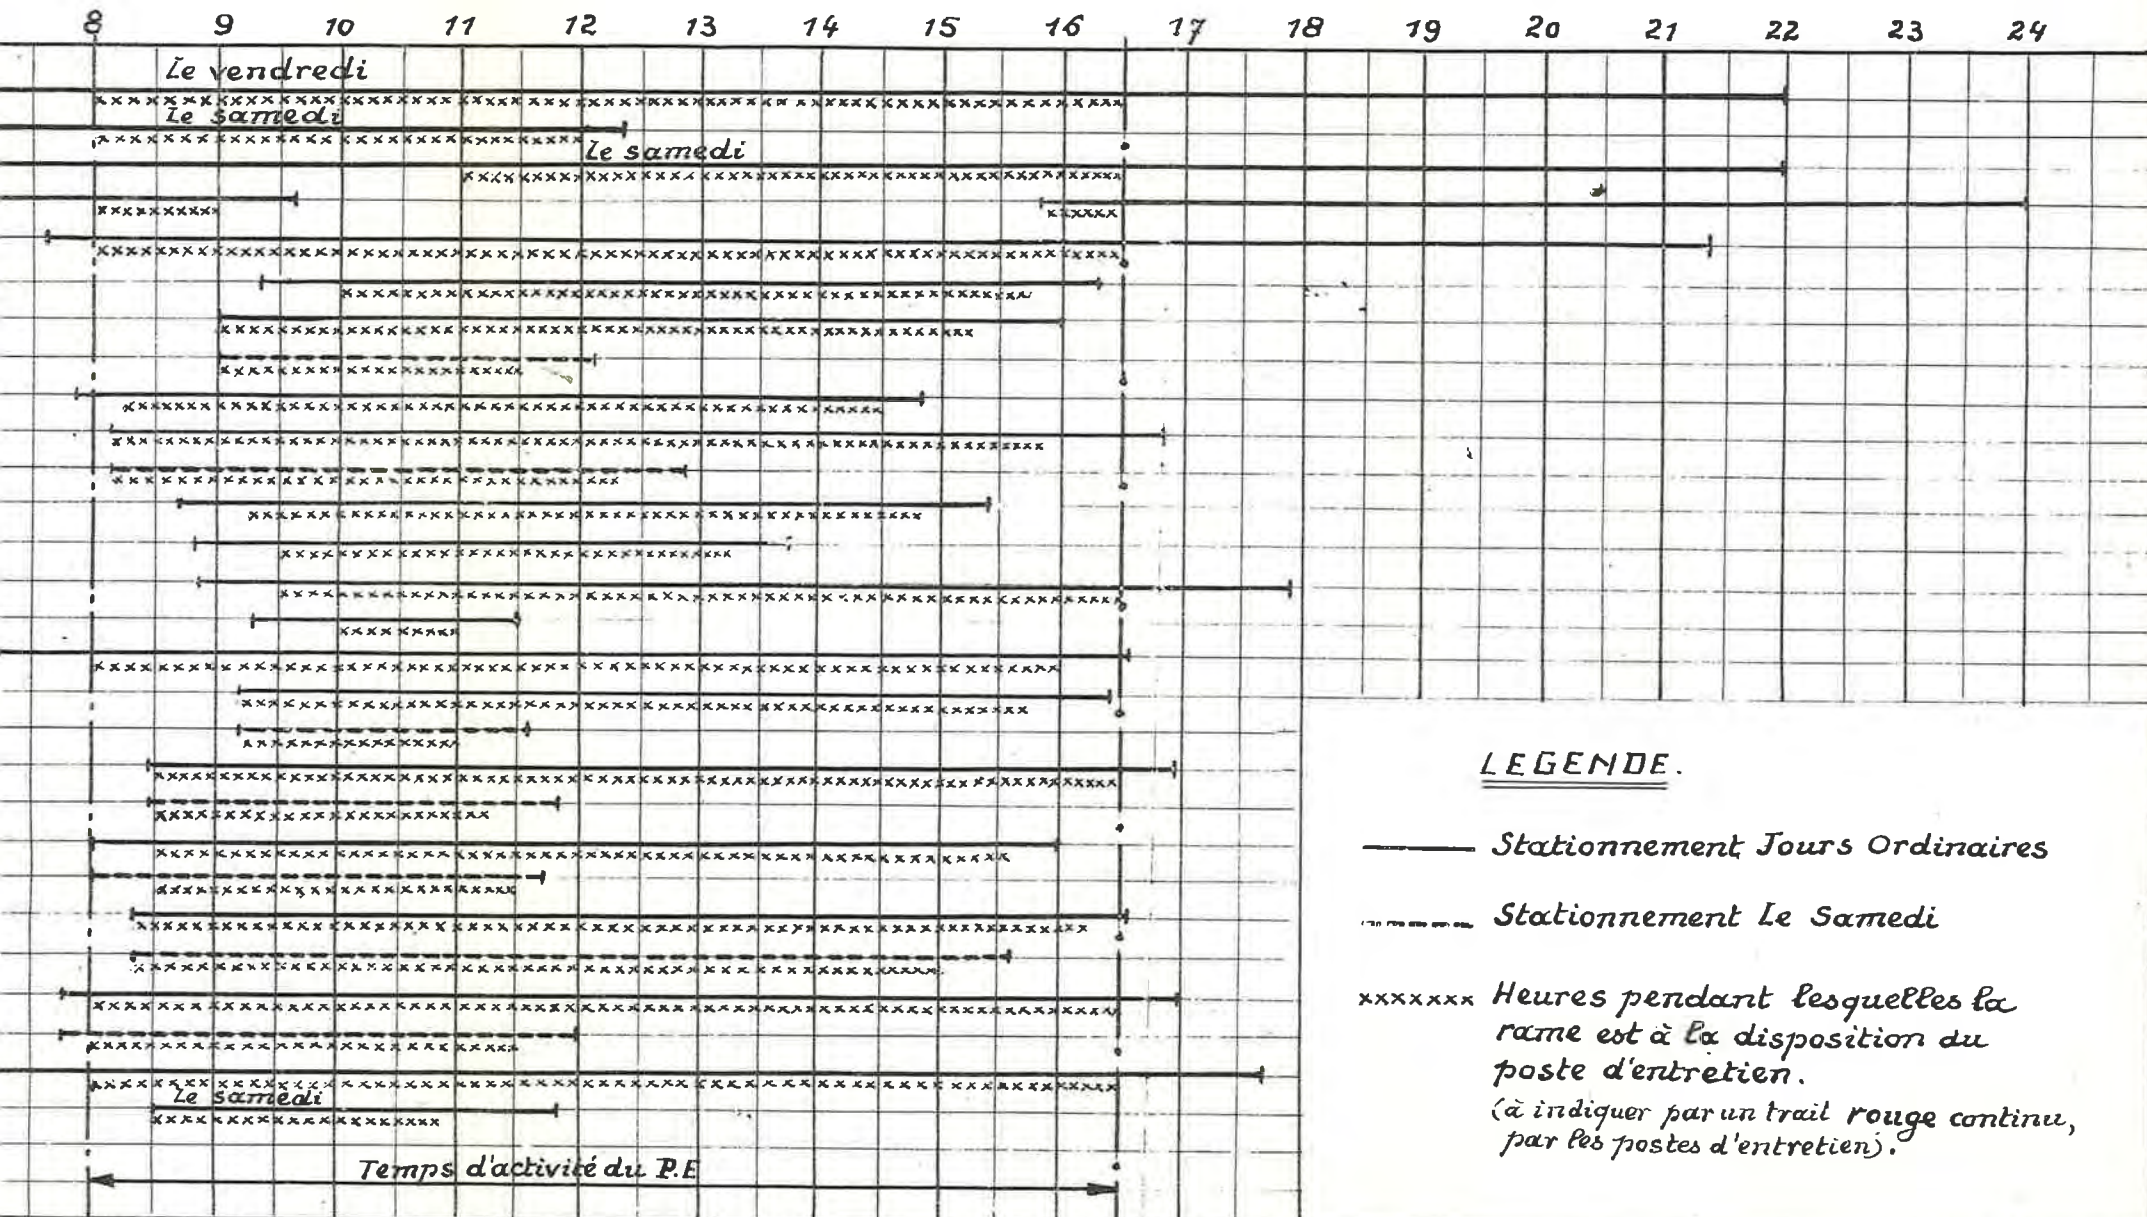 8 9 10 11 12 13 14 15 16 17 18 19 20 21 22 23 24
Le vendredi
Le samedi
Le samedi
Le samedi
Temps d'activité du P.E
LEGENDE.
Stationnement Jours Ordinaires
Stationnement Le Samedi
xxxxxxx Heures pendant lesquelles la
rame est à la disposition du
poste d'entretien.
(à indiquer par un trait rouge continu,
par les postes d'entretien).